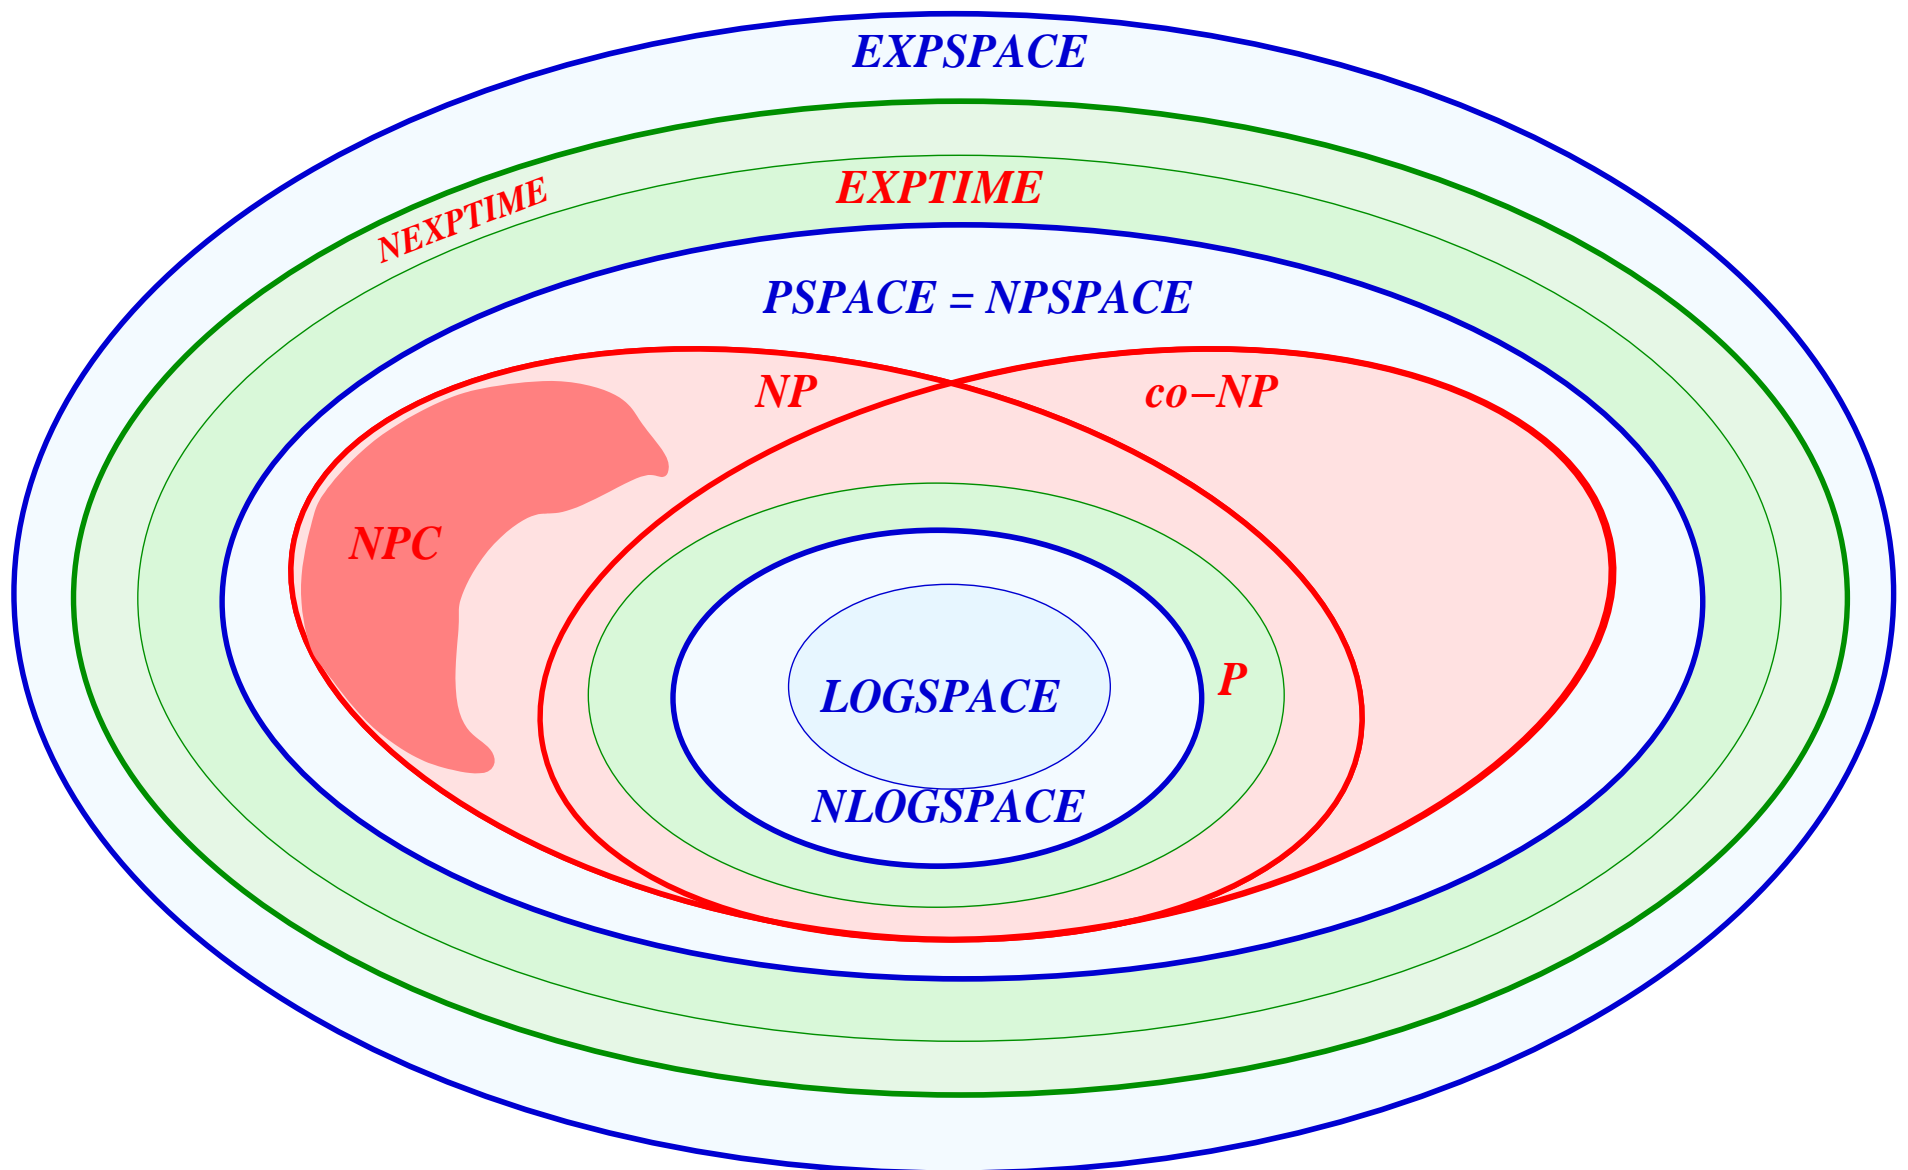 EXPSPACE
EXPTIME
NEXPTIME
PSPACE = NPSPACE
NP
co–NP
NPC
P
LOGSPACE
NLOGSPACE